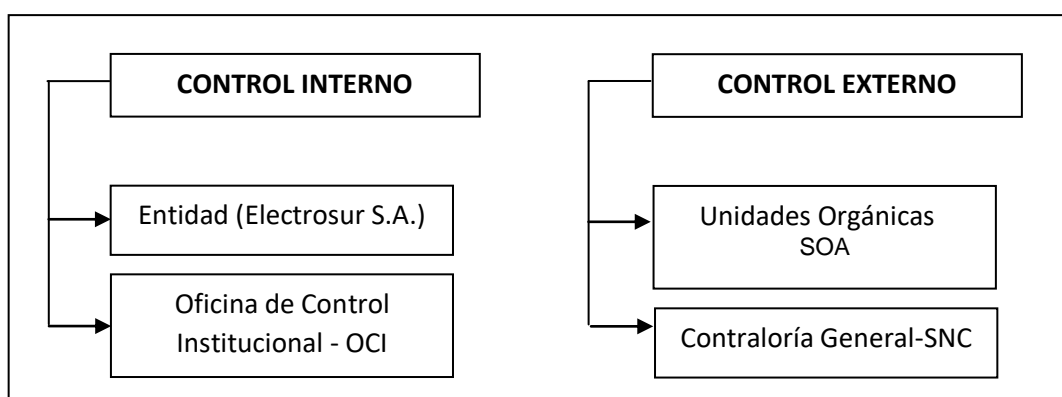 CONTROL INTERNO
Entidad (Electrosur S.A.)
Oficina de Control
Institucional - OCI
CONTROL EXTERNO
Unidades Orgánicas
SOA
Contraloría General-SNC